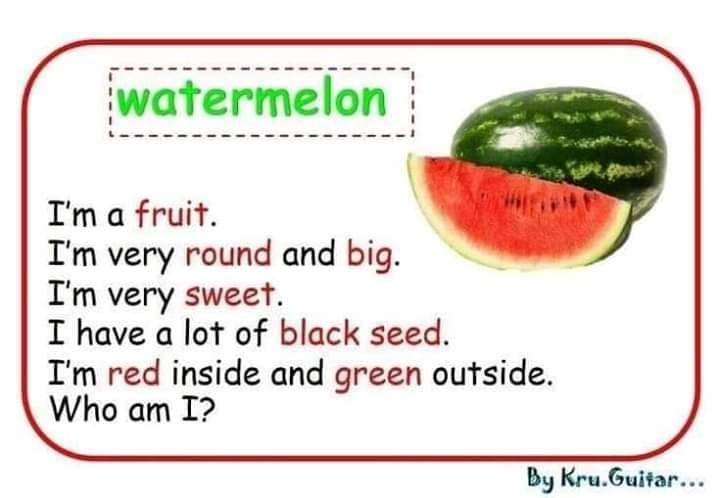 watermelon
I'm a fruit.
I'm very round and big.
I'm very sweet.
I have a lot of black seed.
I'm red inside and green outside.
Who am I?
By Kru.Guitar...